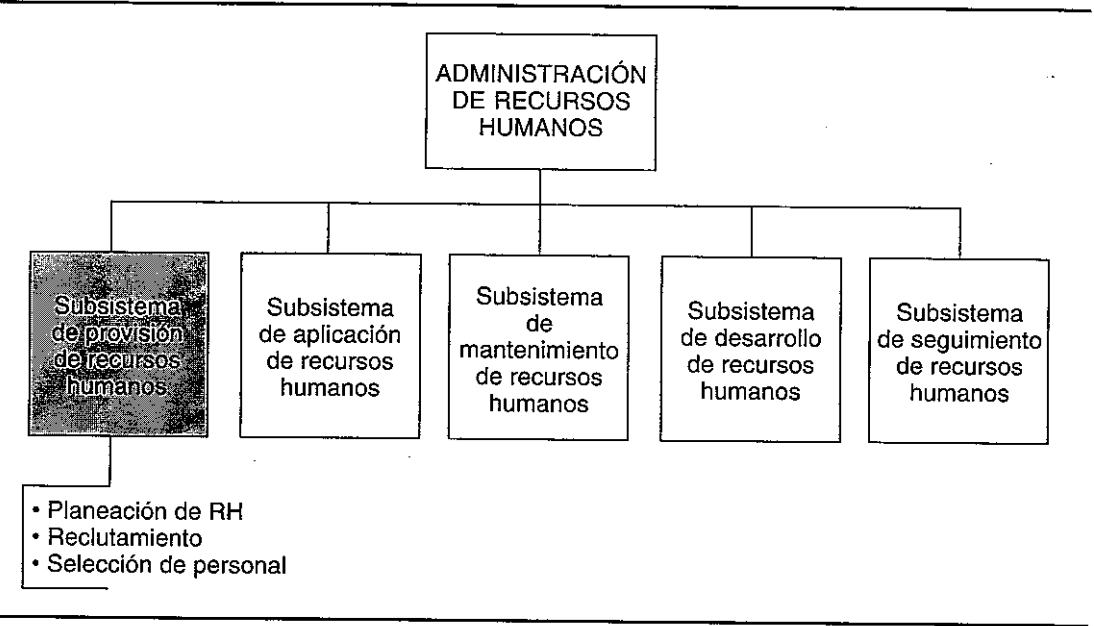 ADMINISTRACIÓN
DE RECURSOS
HUMANOS
Subsistema
de provisión
de recursos
humanos
Subsistema
de aplicación
de recursos
humanos
Subsistema
de
mantenimiento
de recursos
humanos
Subsistema
de desarrollo
de recursos
humanos
Subsistema
de seguimiento
de recursos
humanos
• Planeación de RH
• Reclutamiento
• Selección de personal